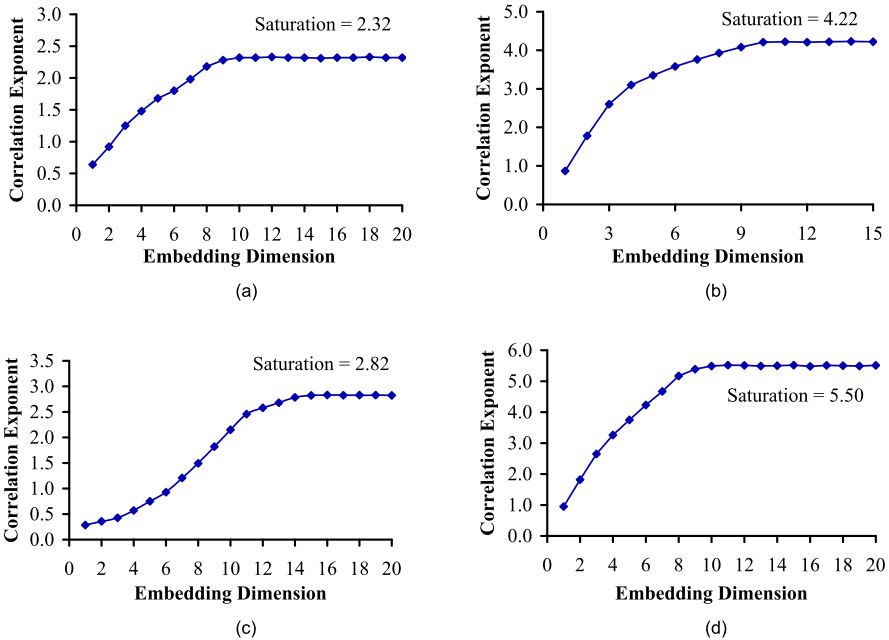 Saturation = 2.32
Correlation Exponent
3.0
2.5
2.0
1.5
1.0
0.5
0.0
0 2 4 6 8 10 12 14 16 18 20
Embedding Dimension
(a)
Saturation = 4.22
Correlation Exponent
5.0
4.0
3.0
2.0
1.0
0.0
0 3 6 9 12 15
Embedding Dimension
(b)
Saturation = 2.82
Correlation Exponent
3.5
3.0
2.5
2.0
1.5
1.0
0.5
0.0
0 2 4 6 8 10 12 14 16 18 20
Embedding Dimension
(c)
Saturation = 5.50
Correlation Exponent
6.0
5.0
4.0
3.0
2.0
1.0
0.0
0 2 4 6 8 10 12 14 16 18 20
Embedding Dimension
(d)